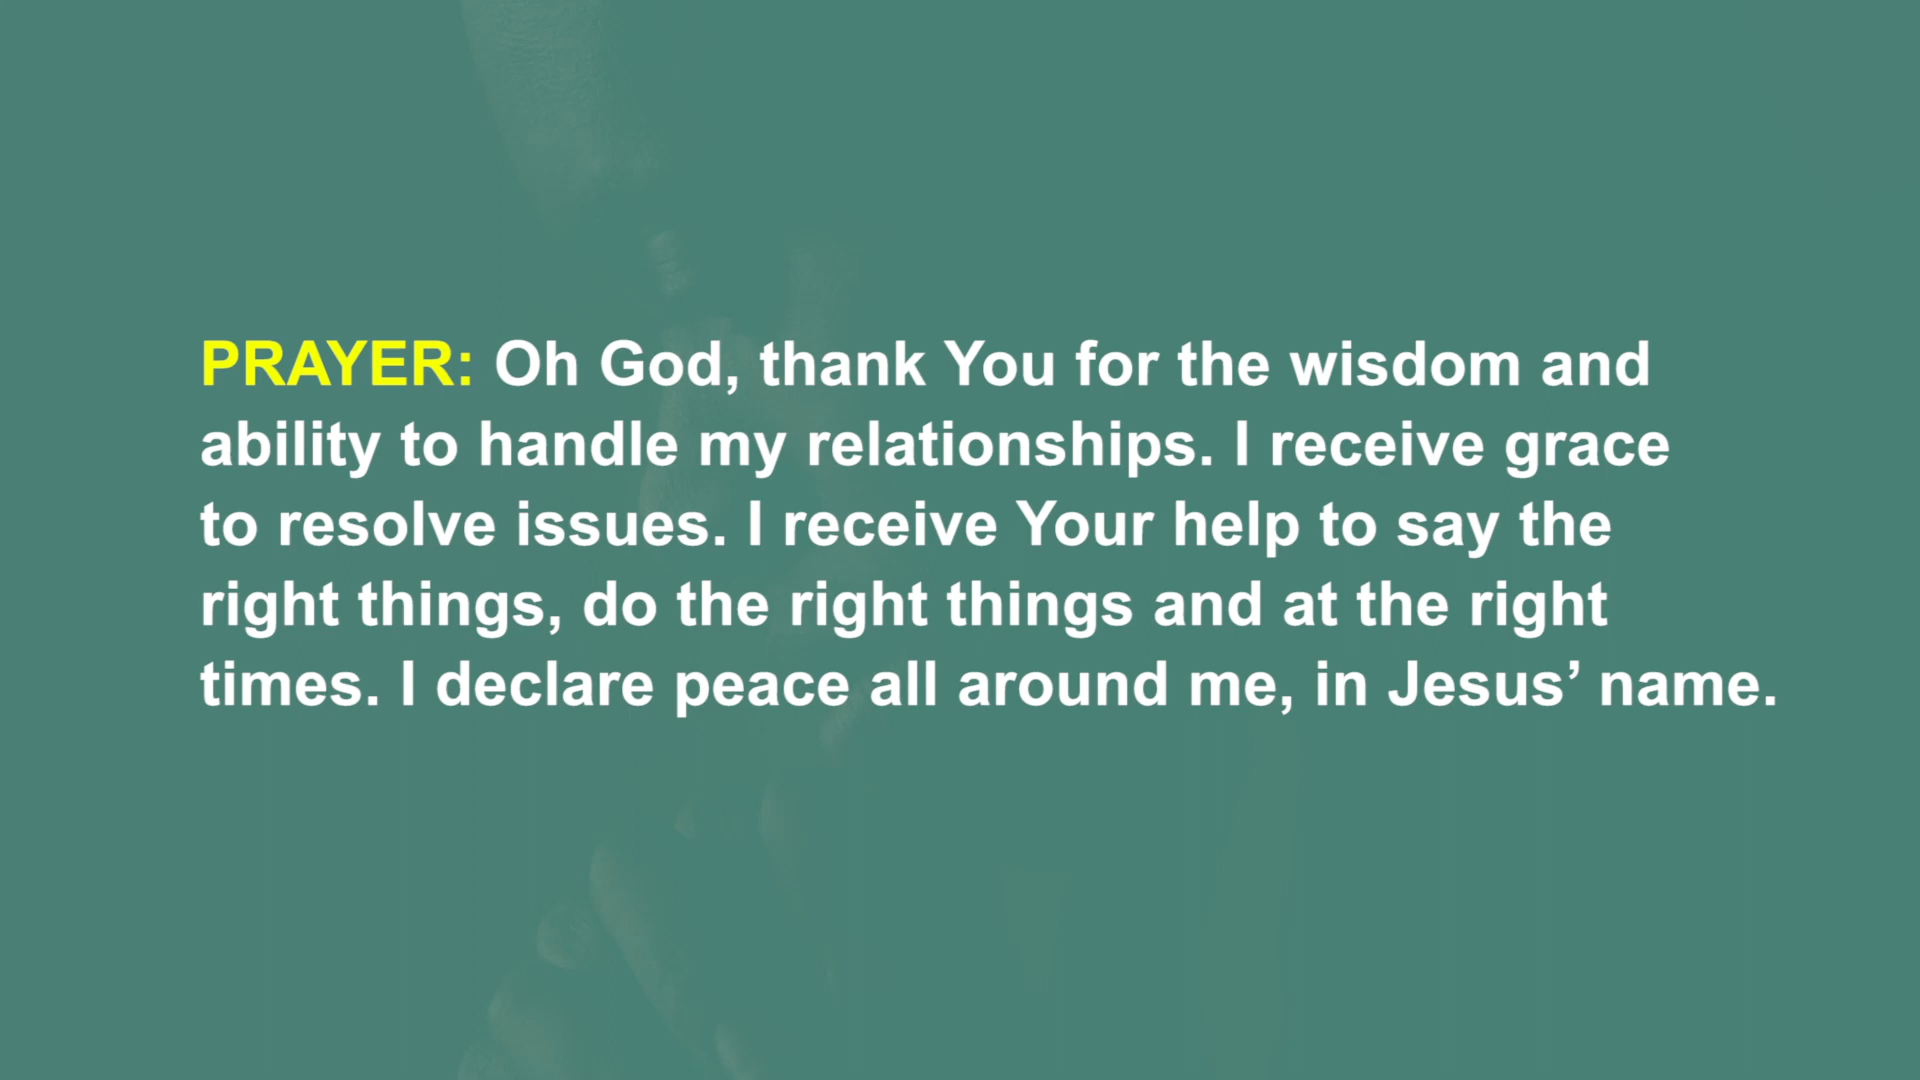 PRAYER: Oh God, thank You for the wisdom and
ability to handle my relationships. I receive grace
to resolve issues. I receive Your help to say the
right things, do the right things and at the right
times. I declare peace all around me, in Jesus’ name.